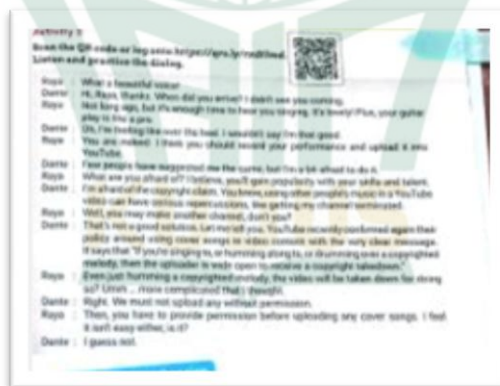 Activity 3
Scan the QR code or log onto
Listen and practice the dialog.
Raya : What a beautiful voice!
Dante : Hi, Raya, thanks. When did you arrive? I didn't see you coming.
Raya : Not long ago, but it's enough time to hear you singing. It's lovely! Plus, your guitar
play is like a pro.
Dante : Oh, I'm feeling like over the I wouldn't say I'm that good.
Raya : You are indeed. I think you should record your performance and upload it into
YouTube.
Dante : Few people have suggested me the same, but I'm a bit afraid to do it.
Raya : What are you afraid of? I believe, you'll gain popularity with your skills and talent.
Dante : I'm afraid of the copyright claim. You know, using other people's music in a YouTube
video can have serious repercussions, like getting my channel terminated.
Raya : Well, you may make another channel, don't you?
Dante : That's not a good solution. Let me tell you. YouTube recently confirmed again their
policy around using cover songs in video content with the very clear message.
It says that "If you're singing to, or humming along to, or drumming over a copyrighted
melody, then the uploader is wide open to receive a copyright takedown."
Raya : Even just humming a copyrighted melody, the video will be taken down for doing
so? Umm ... more complicated that I thought.
Dante : Right. We must not upload any without permission.
Raya : Then, you have to provide permission before uploading any cover songs. I feel
it isn't easy either, is it?
Dante : I guess not.